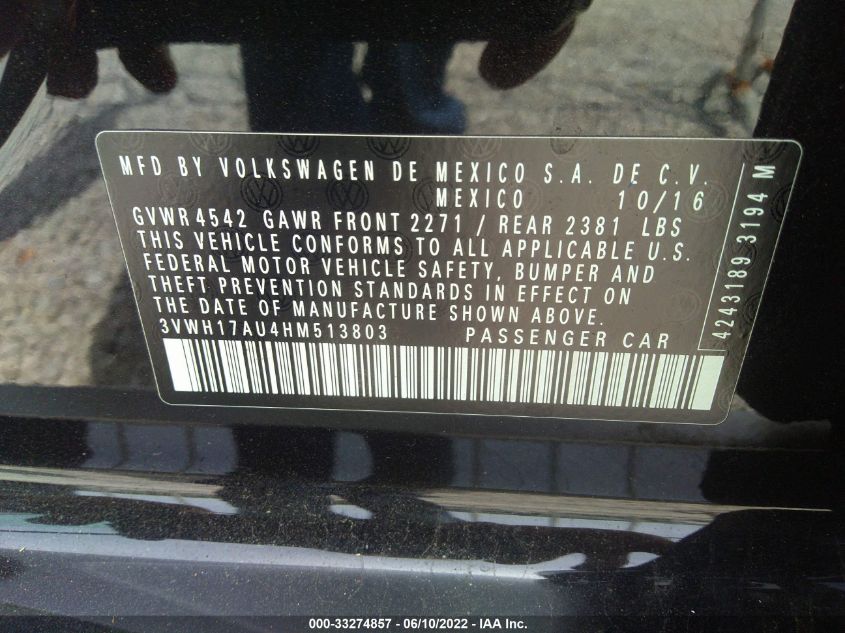 MFD BY VOLKSWAGEN DE MEXICO S.A. DE C.V.
MEXICO 10/16
GVWR 4542 GAWR FRONT 2271 / REAR 2381 LBS
THIS VEHICLE CONFORMS TO ALL APPLICABLE U.S.
FEDERAL MOTOR VEHICLE SAFETY, BUMPER AND
THEFT PREVENTION STANDARDS IN EFFECT ON
THE DATE OF MANUFACTURE SHOWN ABOVE.
3VWH17AU4HM513803 PASSENGER CAR
4243189 3194 M
000-33274857 - 06/10/2022 - IAA Inc.